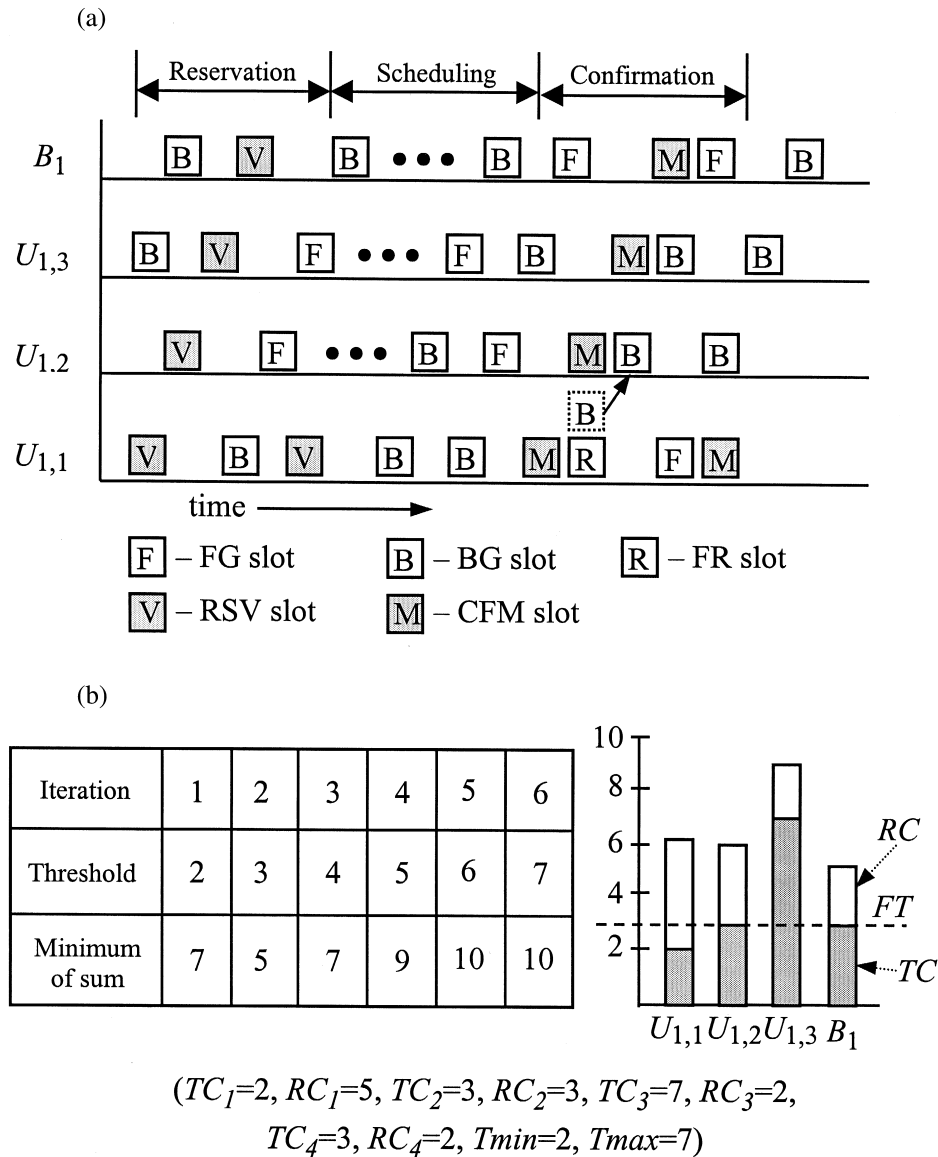 (a)
Reservation Scheduling Confirmation
B1 B V B ••• B F M F B
U1,3 B V F ••• F B M B B
U1.2 V F ••• B F M B B
B
U1,1 V B V B B M R F M
time
F – FG slot B – BG slot R – FR slot
V – RSV slot M – CFM slot
(b)
Iteration 1 2 3 4 5 6
Threshold 2 3 4 5 6 7
Minimum of sum 7 5 7 9 10 10
10
8
6
4
2
RC
FT
TC
U1,1 U1,2 U1,3 B1
(TC1=2, RC1=5, TC2=3, RC2=3, TC3=7, RC3=2,
TC4=3, RC4=2, Tmin=2, Tmax=7)